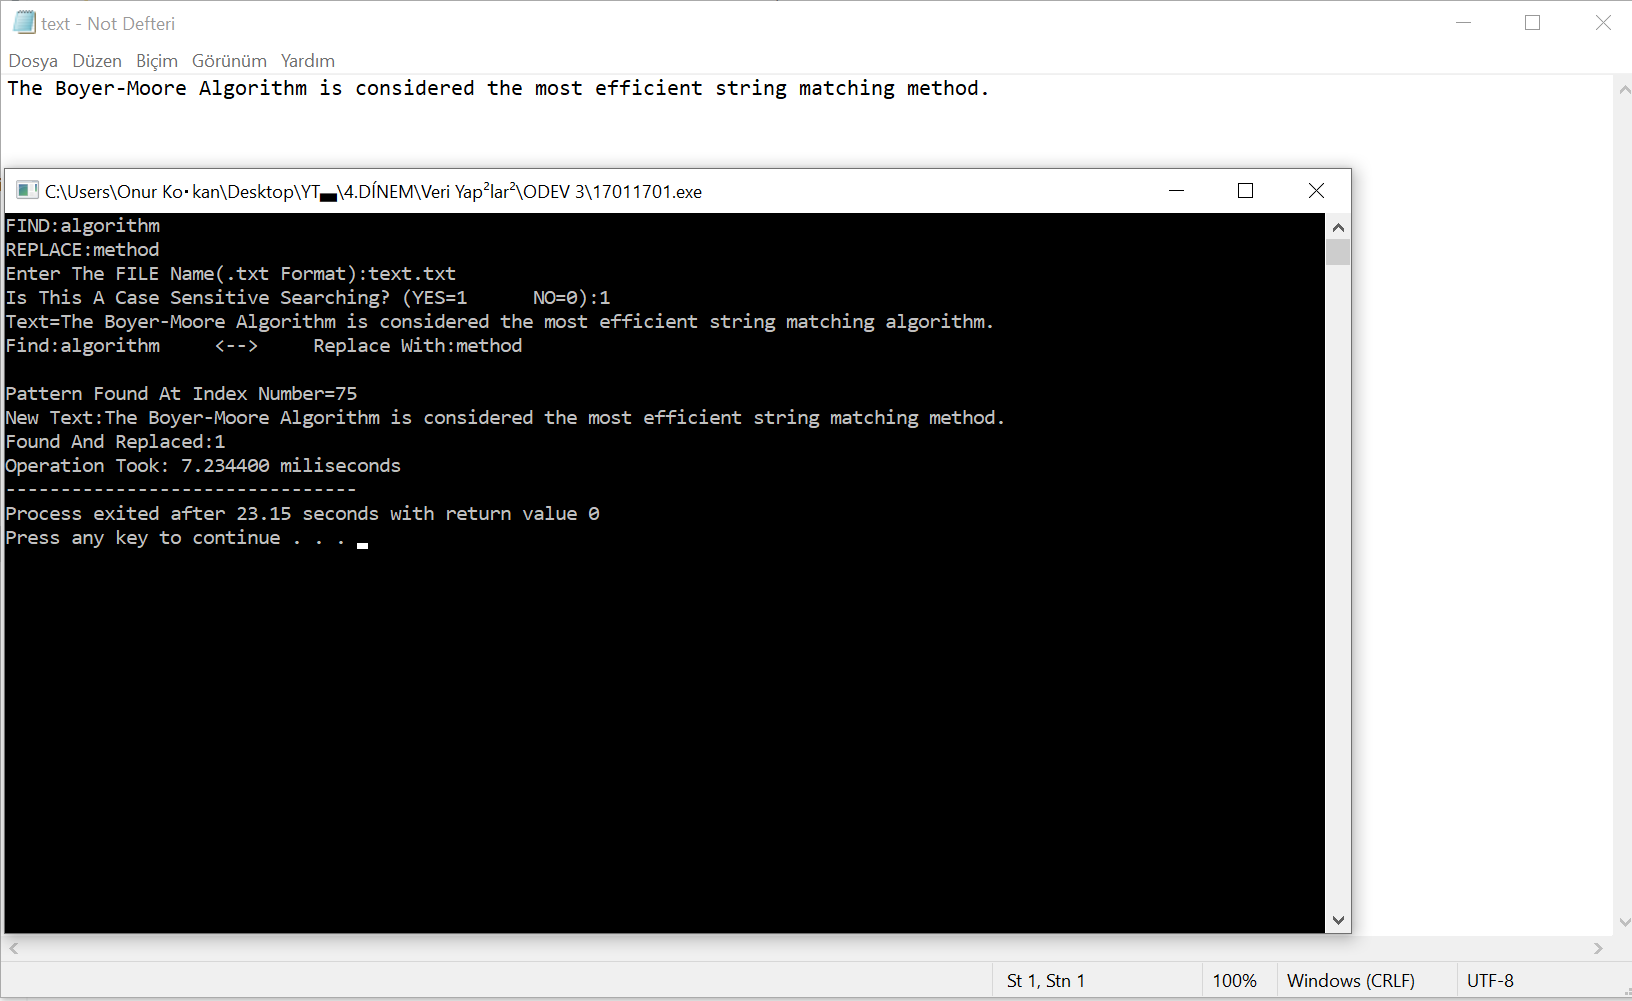 text - Not Defteri
Dosya Düzen Biçim Görünüm Yardım
The Boyer-Moore Algorithm is considered the most efficient string matching method.
C:\Users\Onur Ko·kan\Desktop\YT▄▄\4.DÍNEM\Veri Yap²lar²\ODEV 3\17011701.exe
FIND:algorithm
REPLACE:method
Enter The FILE Name(.txt Format):text.txt
Is This A Case Sensitive Searching? (YES=1      NO=0):1
Text=The Boyer-Moore Algorithm is considered the most efficient string matching algorithm.
Find:algorithm     <-->     Replace With:method
Pattern Found At Index Number=75
New Text:The Boyer-Moore Algorithm is considered the most efficient string matching method.
Found And Replaced:1
Operation Took: 7.234400 miliseconds
--------------------------------
Process exited after 23.15 seconds with return value 0
Press any key to continue . . .
St 1, Stn 1 100% Windows (CRLF) UTF-8